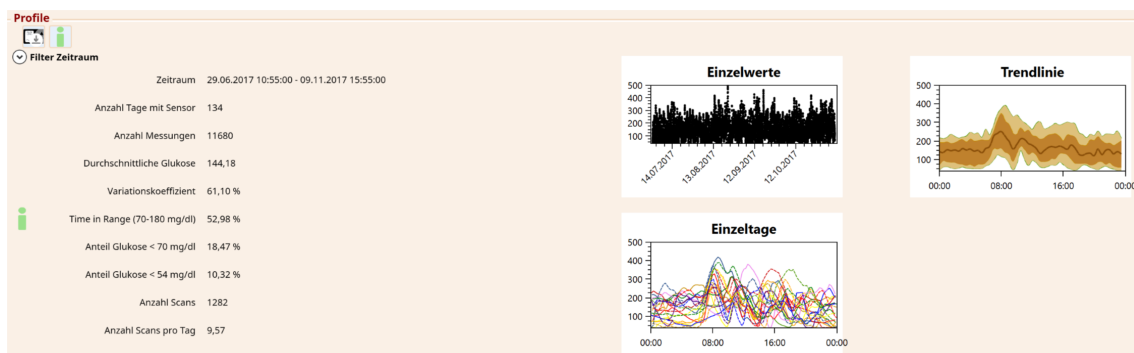 Profile
Filter Zeitraum
Zeitraum 29.06.2017 10:55:00 - 09.11.2017 15:55:00
Anzahl Tage mit Sensor 134
Anzahl Messungen 11680
Durchschnittliche Glukose 144,18
Variationskoeffizient 61,10 %
Time in Range (70-180 mg/dl) 52,98 %
Anteil Glukose < 70 mg/dl 18,47 %
Anteil Glukose < 54 mg/dl 10,32 %
Anzahl Scans 1282
Anzahl Scans pro Tag 9,57
Einzelwerte
500
400
300
200
100
14.07.2017 13.08.2017 12.09.2017 12.10.2017
Trendlinie
500
400
300
200
100
00:00 08:00 16:00 00:00
Einzeltage
500
400
300
200
100
00:00 08:00 16:00 00:00